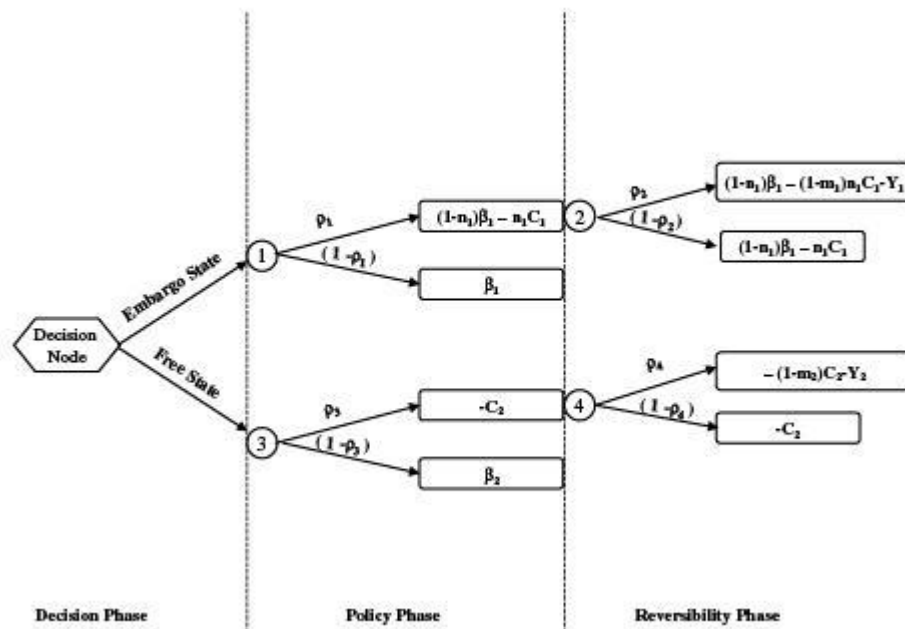 ρ₂
(1-n₁)β₁ – (1-m₁)n₁C₁-Y₁
ρ₁
(1-n₁)β₁ – n₁C₁
2
(1-ρ₂)
(1-n₁)β₁ – n₁C₁
Embargo State
1
(1-ρ₁)
β₁
Decision
Node
Free State
ρ₄
– (1-m₂)C₂-Y₂
ρ₃
-C₂
4
(1-ρ₄)
-C₂
3
(1-ρ₃)
β₂
Decision Phase
Policy Phase
Reversibility Phase